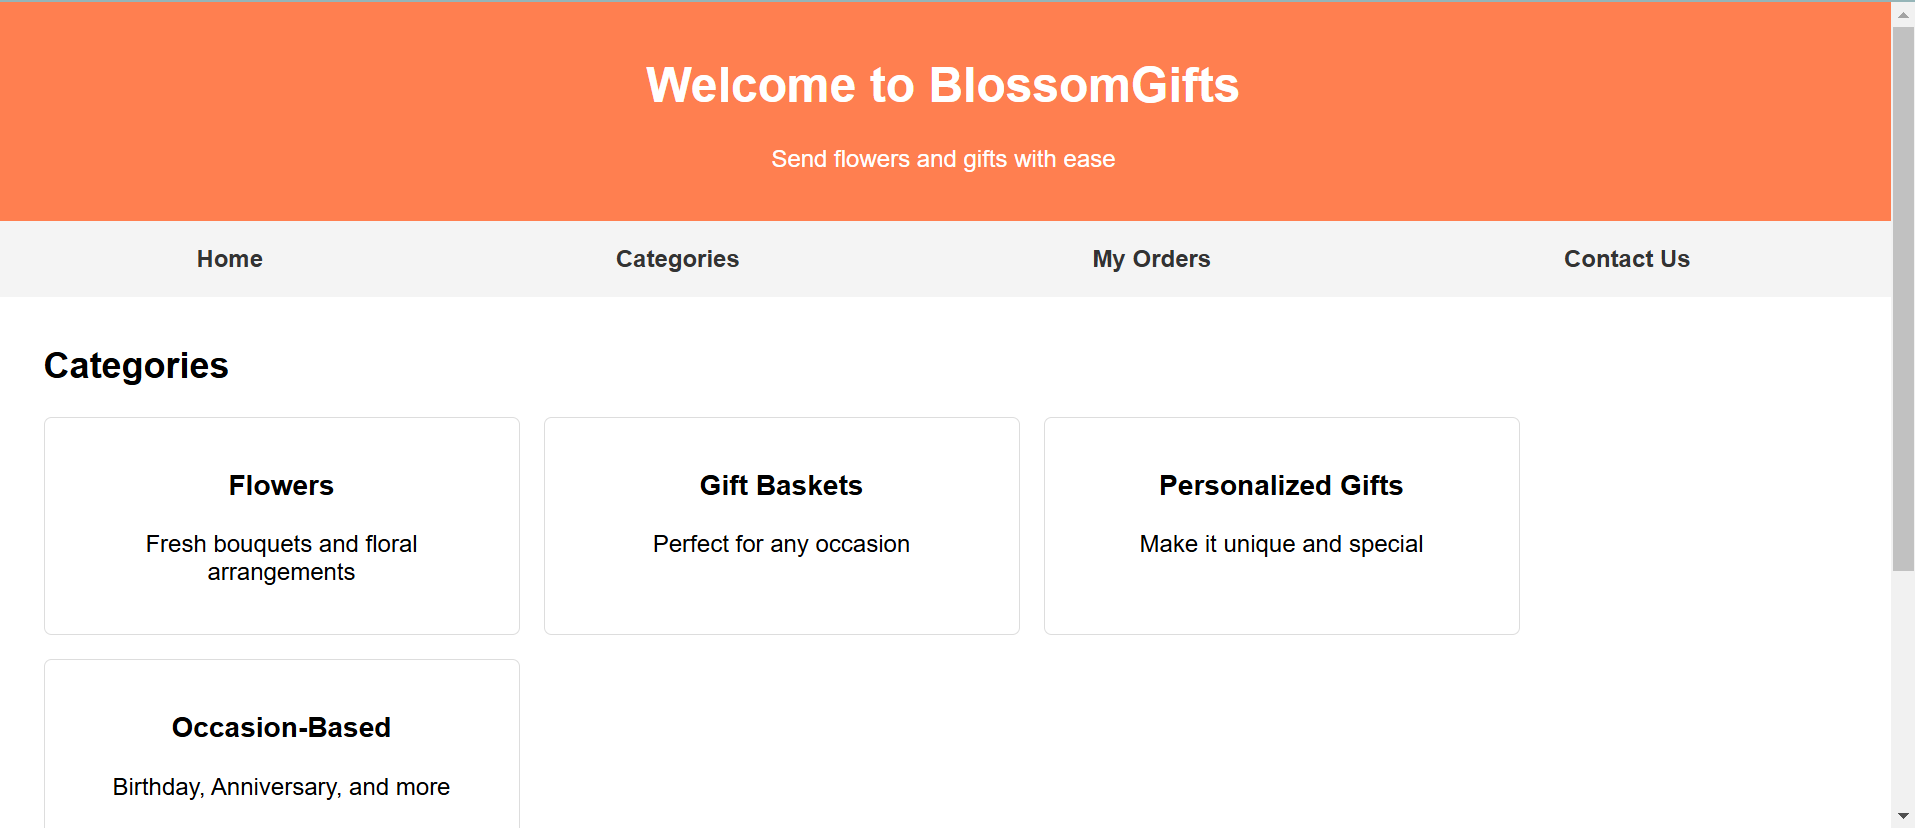 Welcome to BlossomGifts
Send flowers and gifts with ease
Home Categories My Orders Contact Us
Categories
Flowers
Fresh bouquets and floral
arrangements
Gift Baskets
Perfect for any occasion
Personalized Gifts
Make it unique and special
Occasion-Based
Birthday, Anniversary, and more